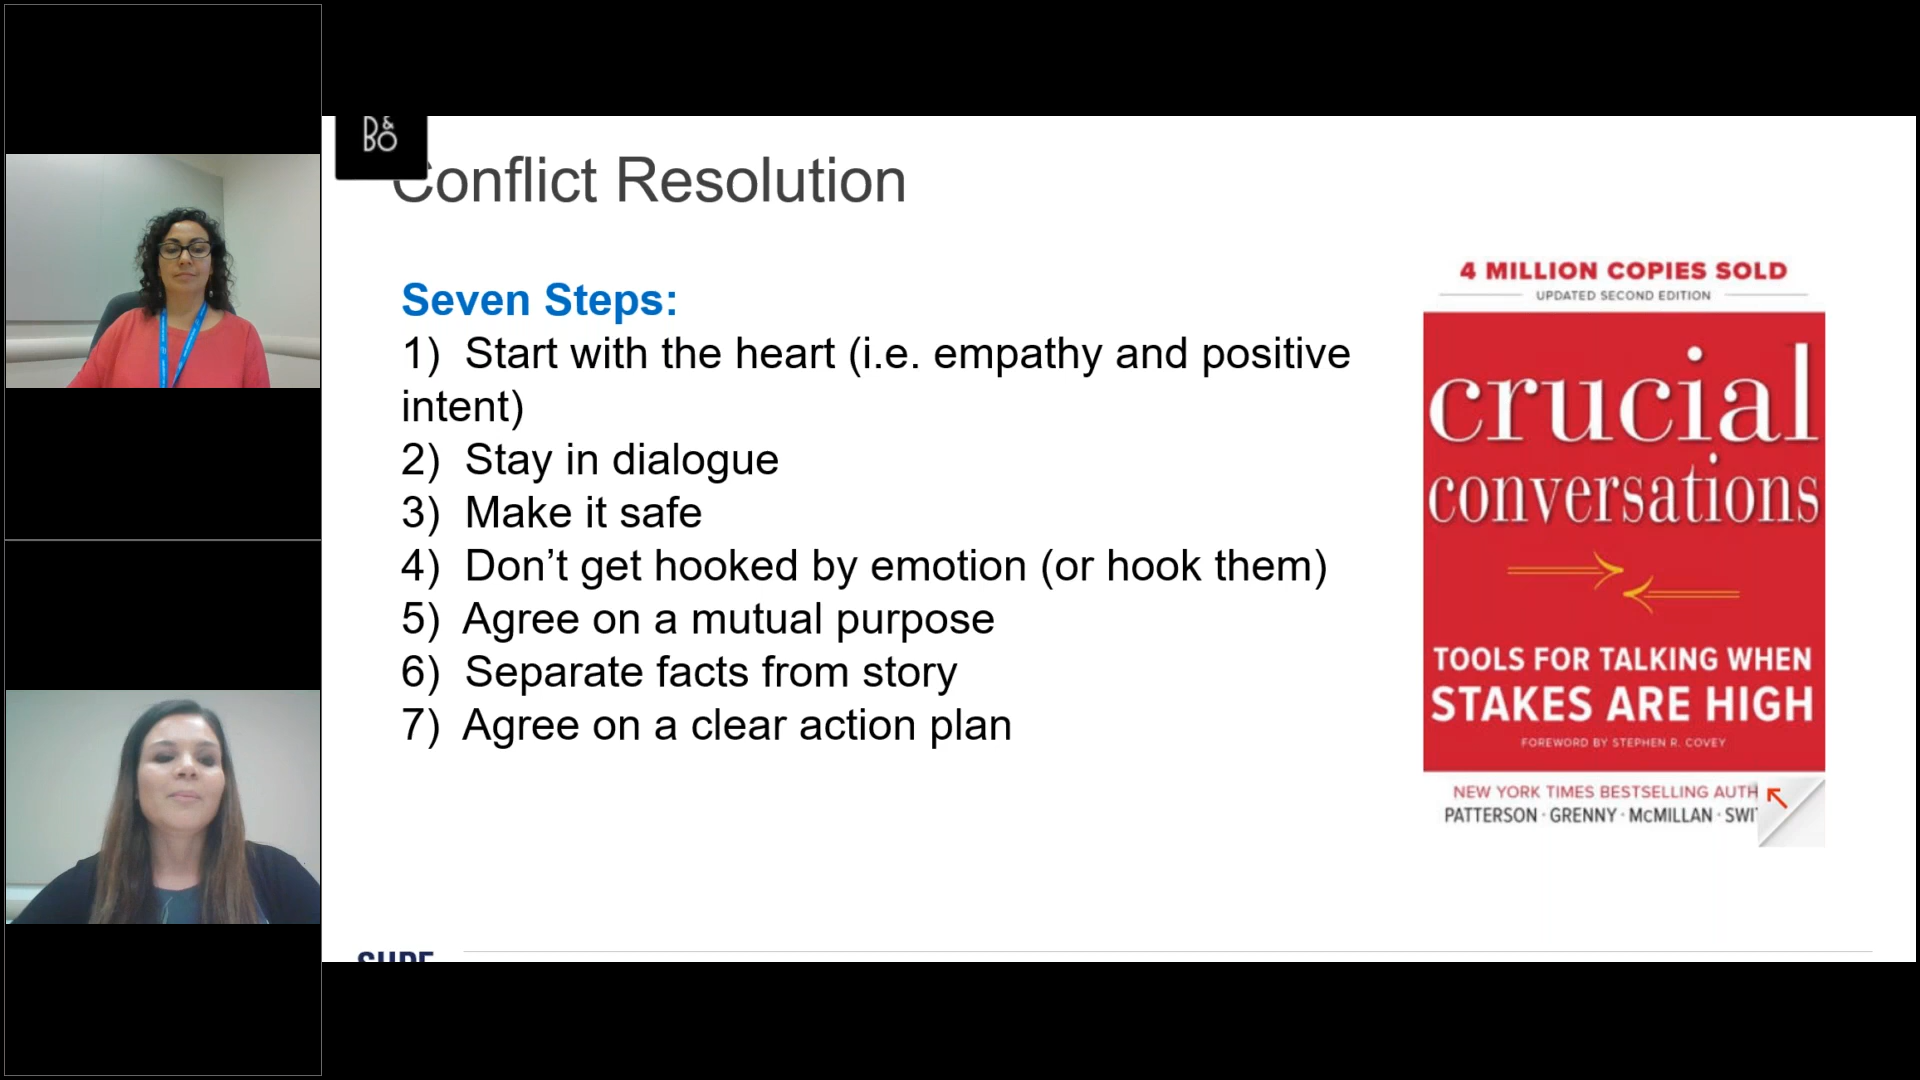 B&O
Conflict Resolution
Seven Steps:
1) Start with the heart (i.e. empathy and positive
intent)
2) Stay in dialogue
3) Make it safe
4) Don’t get hooked by emotion (or hook them)
5) Agree on a mutual purpose
6) Separate facts from story
7) Agree on a clear action plan
4 MILLION COPIES SOLD
UPDATED SECOND EDITION
crucial
conversations
TOOLS FOR TALKING WHEN
STAKES ARE HIGH
FOREWORD BY STEPHEN R. COVEY
NEW YORK TIMES BESTSELLING
PATTERSON · GRENNY · McMILLAN ·